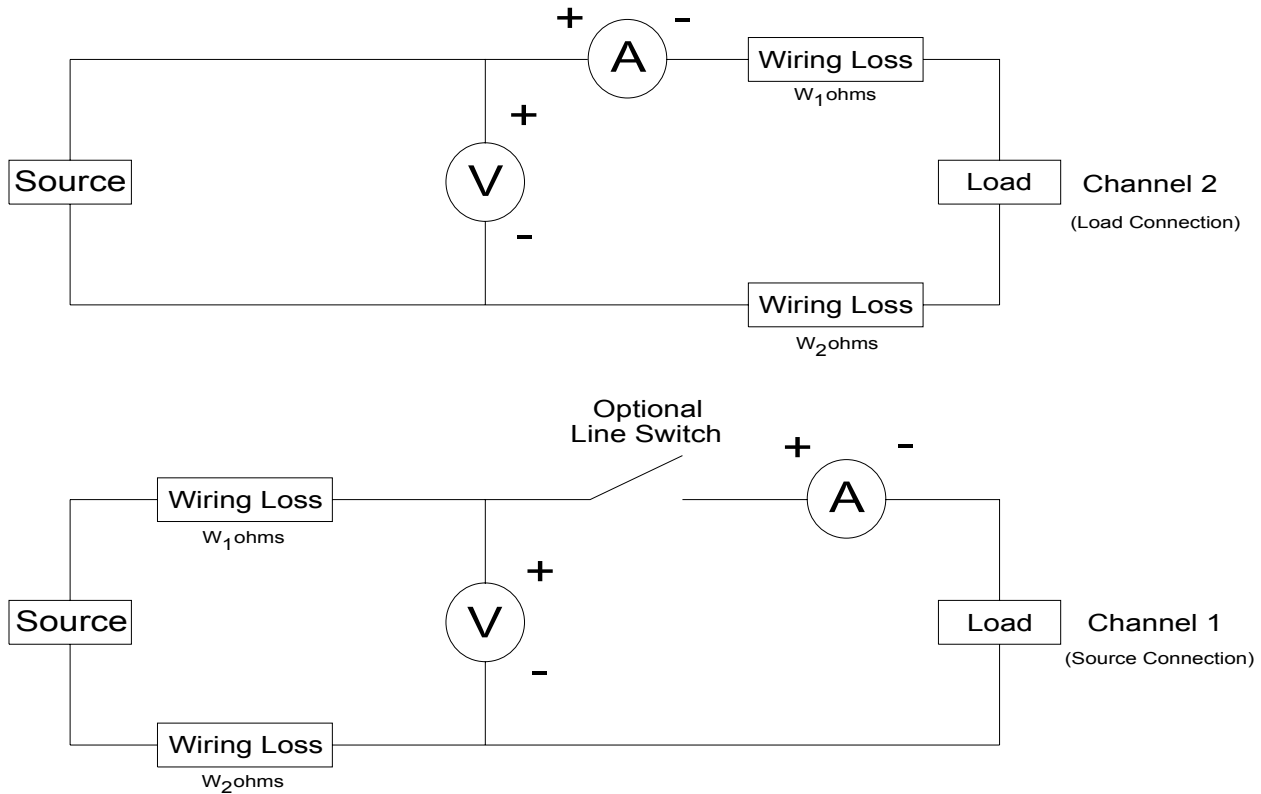 + -
A
Wiring Loss
W1ohms
+
Source
V
Load
Channel 2
(Load Connection)
-
Wiring Loss
W2ohms
Optional
Line Switch
+ -
Wiring Loss
A
W1ohms
+
Source
V
Load
Channel 1
(Source Connection)
-
Wiring Loss
W2ohms